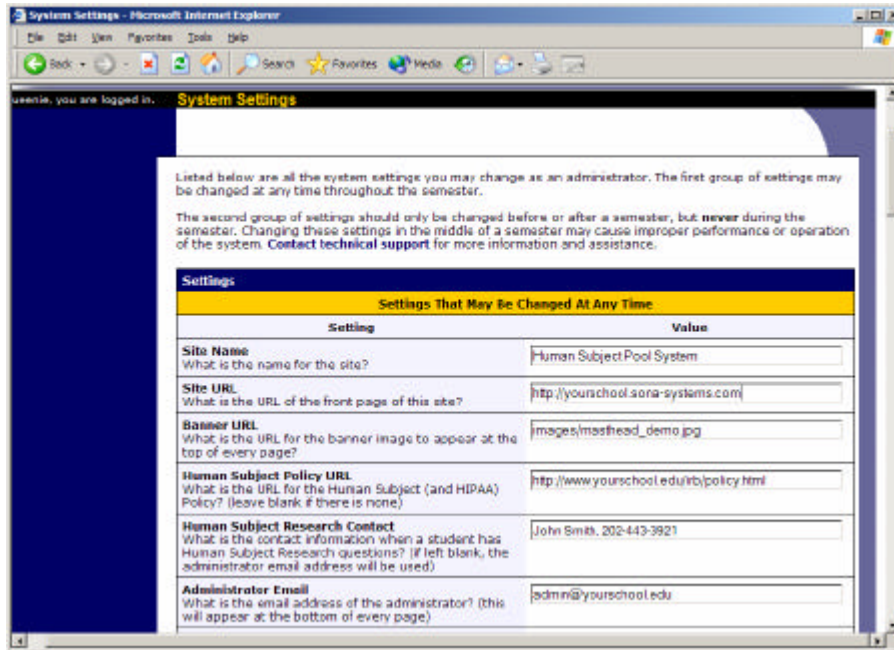 System Settings - Microsoft Internet Explorer
File Edit View Favorites Tools Help
Back Search Favorites Media
ueenie, you are logged in. System Settings
Listed below are all the system settings you may change as an administrator. The first group of settings may
be changed at any time throughout the semester.
The second group of settings should only be changed before or after a semester, but never during the
semester. Changing these settings in the middle of a semester may cause improper performance or operation
of the system. Contact technical support for more information and assistance.
Settings
Settings That May Be Changed At Any Time
Setting Value
Site Name
What is the name for the site?
Human Subject Pool System
Site URL
What is the URL of the front page of this site?
http://yourschool.sona-systems.com
Banner URL
What is the URL for the banner image to appear at the
top of every page?
images/masthead_demo.jpg
Human Subject Policy URL
What is the URL for the Human Subject (and HIPAA)
Policy? (leave blank if there is none)
http://www.yourschool.edu/irb/policy.html
Human Subject Research Contact
What is the contact information when a student has
Human Subject Research questions? (if left blank, the
administrator email address will be used)
John Smith, 202-443-3921
Administrator Email
What is the email address of the administrator? (this
will appear at the bottom of every page)
admin@yourschool.edu